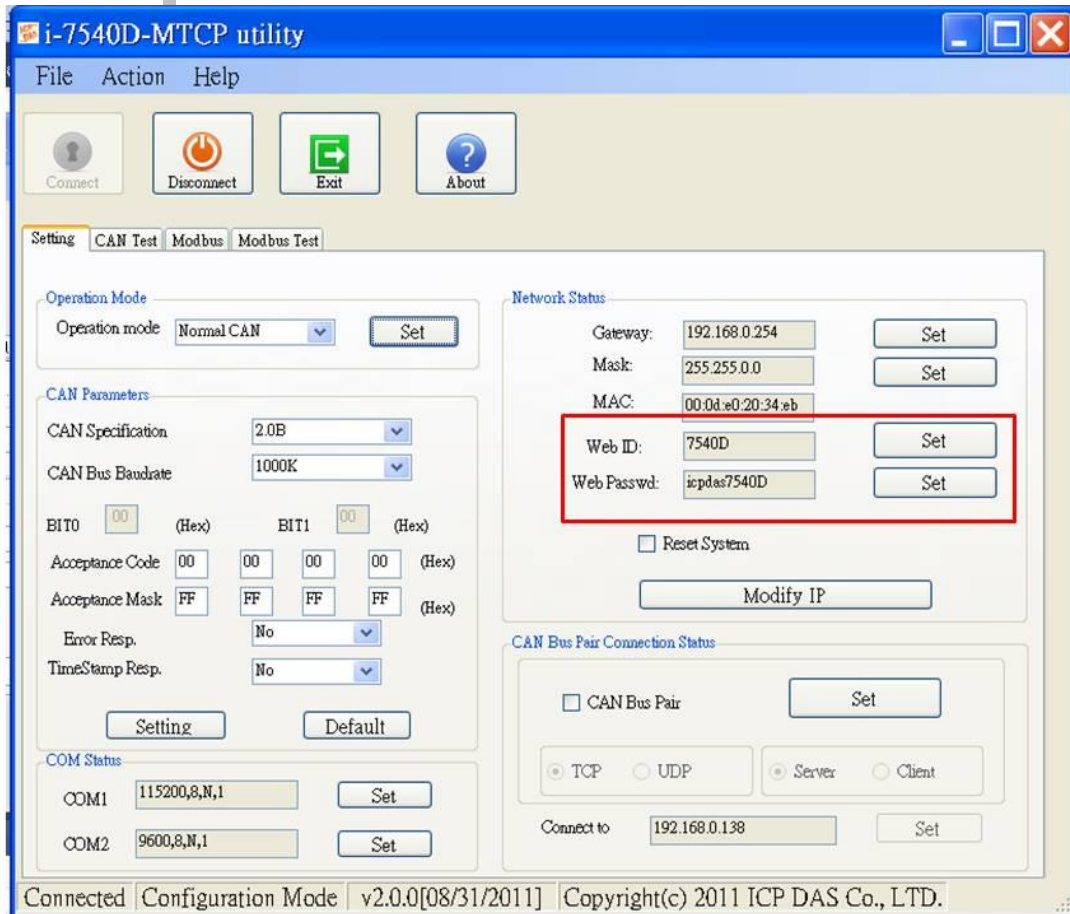 i-7540D-MTCP utility
File Action Help
Connect Disconnect Exit About
Setting CAN Test Modbus Modbus Test
Operation Mode
Operation mode Normal CAN Set
CAN Parameters
CAN Specification 2.0B
CAN Bus Baudrate 1000K
BIT0 00 (Hex) BIT1 00 (Hex)
Acceptance Code 00 00 00 00 (Hex)
Acceptance Mask FF FF FF FF (Hex)
Error Resp. No
TimeStamp Resp. No
Setting Default
COM Status
COM1 115200,8,N,1 Set
COM2 9600,8,N,1 Set
Network Status
Gateway: 192.168.0.254 Set
Mask: 255.255.0.0 Set
MAC: 00:0d:e0:20:34:eb
Web ID: 7540D Set
Web Passwd: icpdas7540D Set
Reset System
Modify IP
CAN Bus Pair Connection Status
CAN Bus Pair Set
TCP UDP Server Client
Connect to 192.168.0.138 Set
Connected Configuration Mode v2.0.0[08/31/2011] Copyright(c) 2011 ICP DAS Co., LTD.